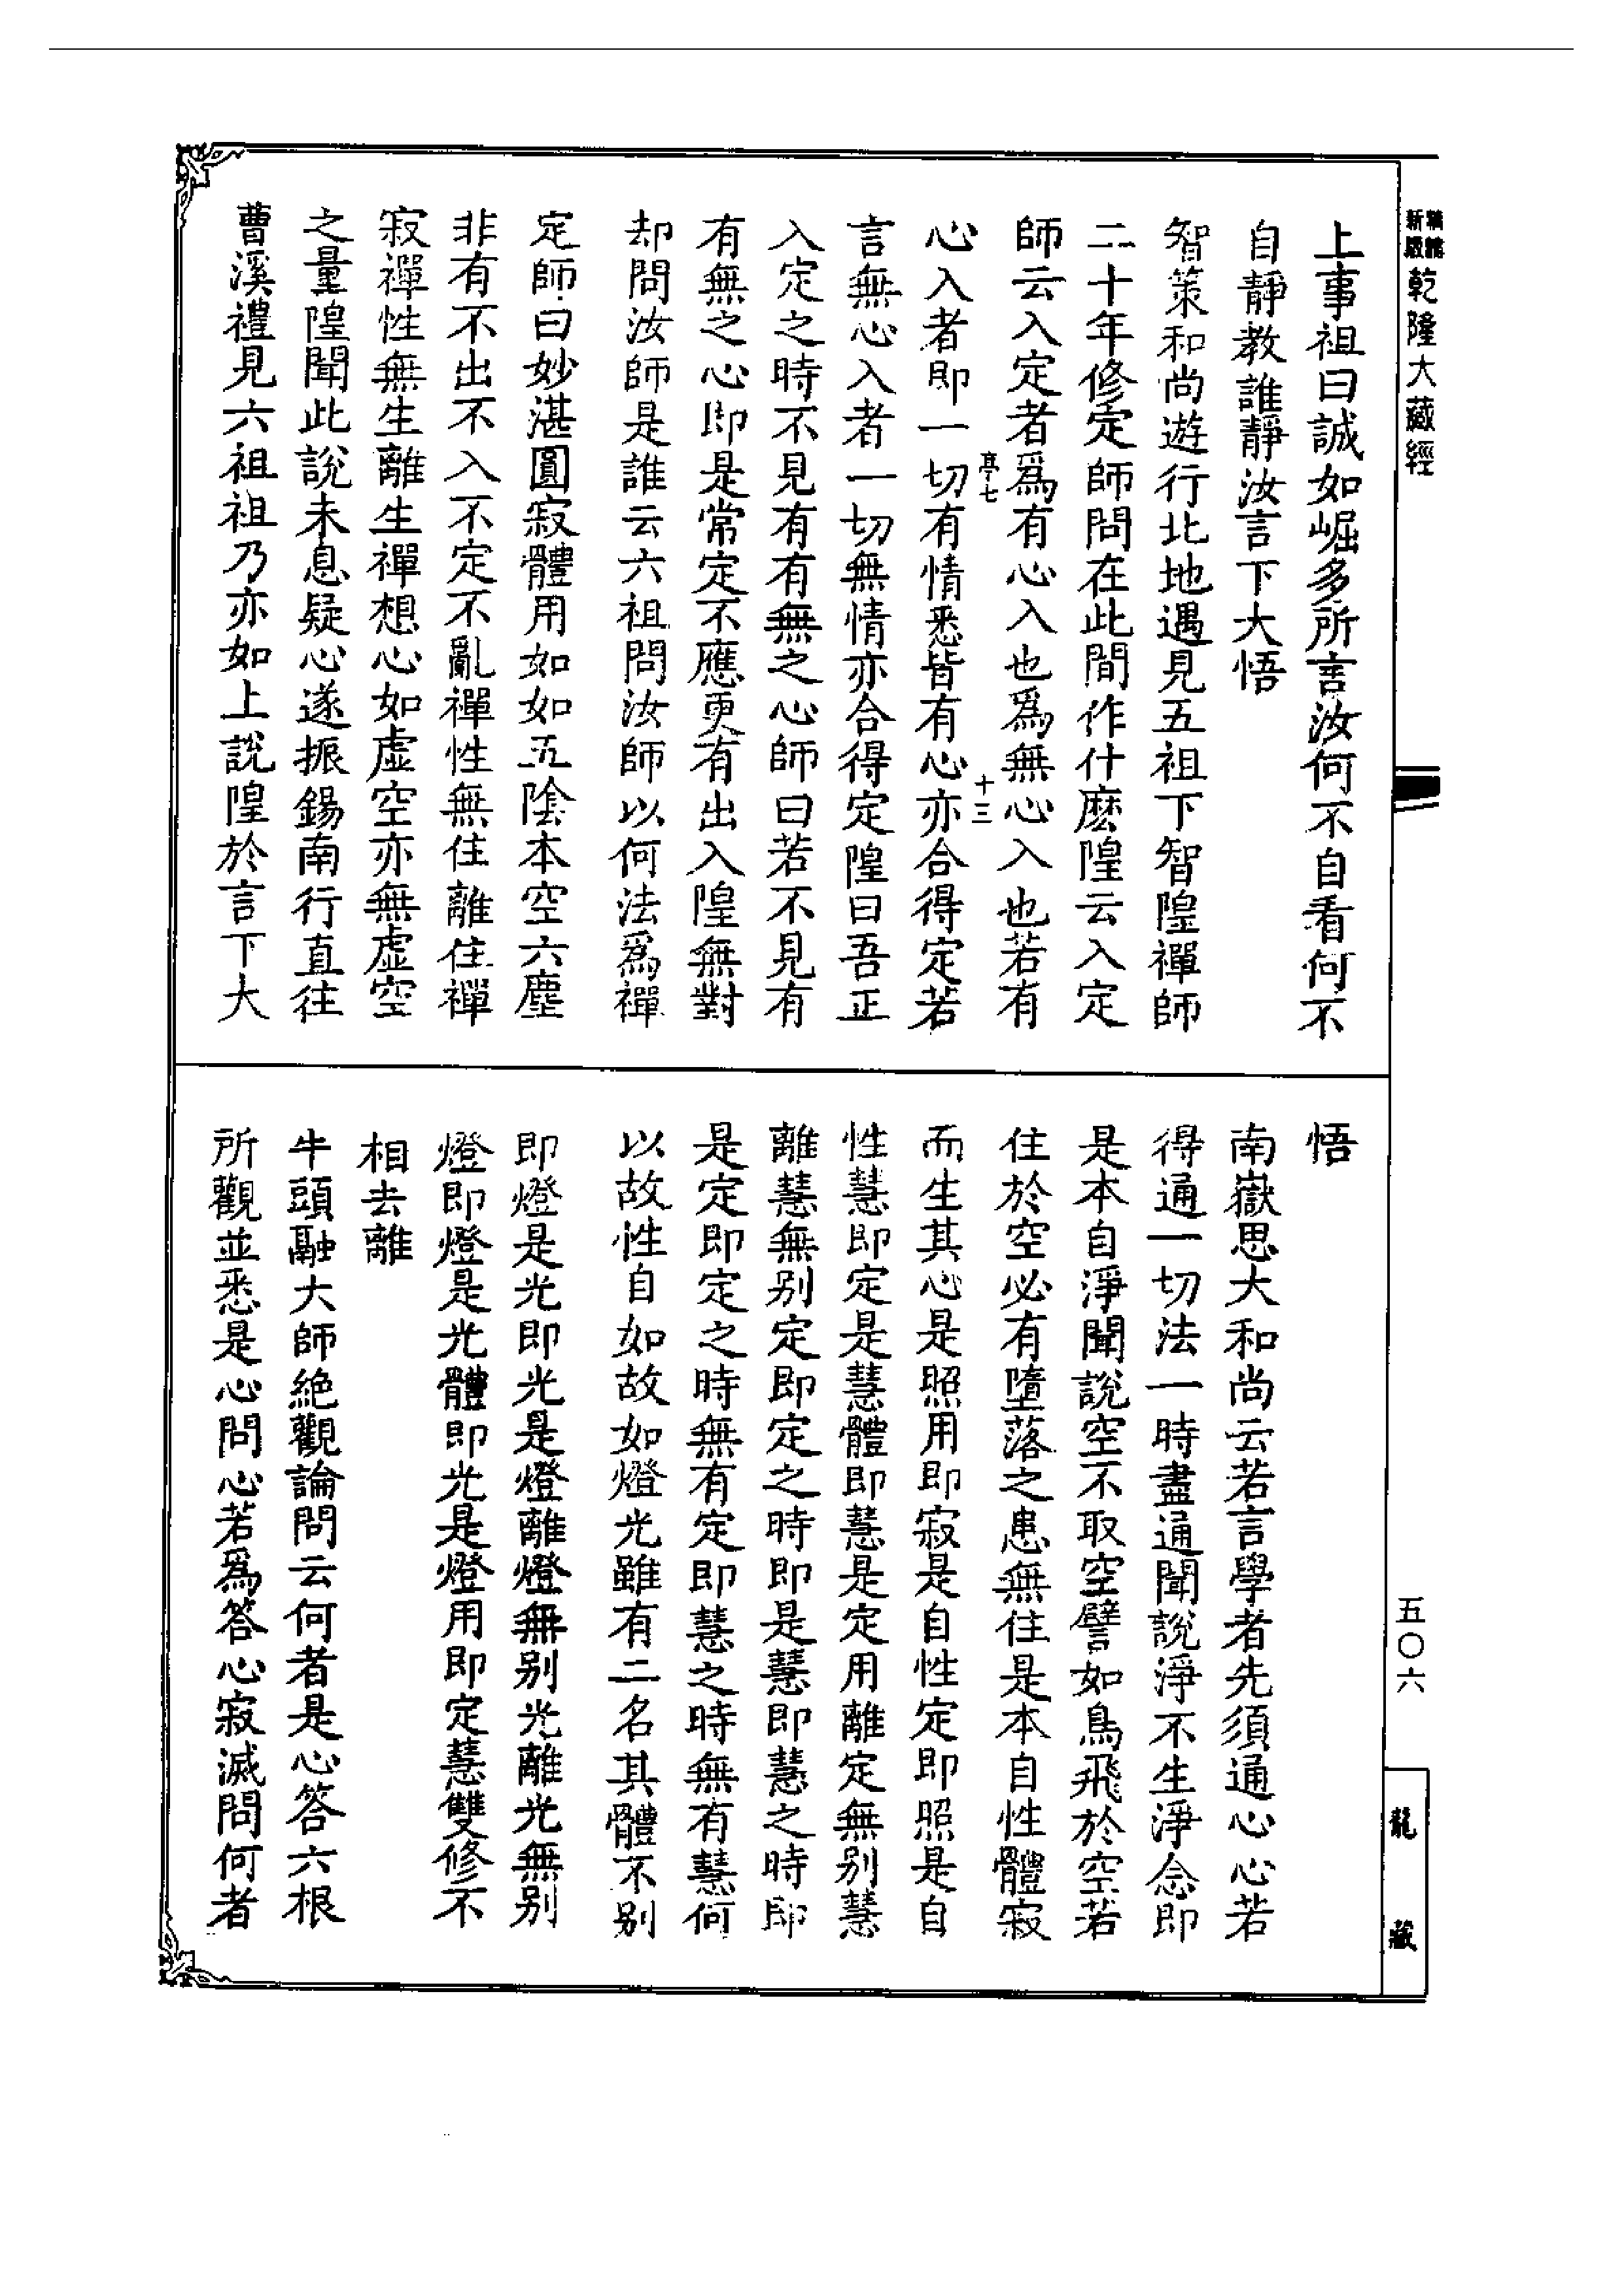 新編縮版
乾隆大藏經
上事祖曰誠如崛多所言汝何不自看何不
自靜教誰靜汝言下大悟
智策和尚遊行北地遇見五祖下智隍禪師
二十年修定師問在此間作什麽隍云入定
師云入定者爲有心入也爲無心入也若有
亭七
十三
心入者即一切有情悉皆有心亦合得定若
言無心入者一切無情亦合得定隍曰吾正
入定之時不見有有無之心師曰若不見有
有無之心即是常定不應更有出入隍無對
却問汝師是誰云六祖問汝師以何法爲禪
定師曰妙湛圓寂體用如如五陰本空六塵
非有不出不入不定不亂禪性無住離住禪
寂禪性無生離生禪想心如虛空亦無虛空
之量隍聞此說未息疑心遂振錫南行直往
曹溪禮見六祖祖乃亦如上說隍於言下大
悟
南嶽思大和尚云若言學者先須通心心若
得通一切法一時盡通聞說淨不生淨念即
是本自淨聞說空不取空譬如鳥飛於空若
住於空必有墮落之患無住是本自性體寂
而生其心是照用即寂是自性定即照是自
性慧即定是慧體即慧是定用離定無别慧
離慧無别定即定之時即是慧即慧之時即
是定即定之時無有定即慧之時無有慧何
以故性自如故如燈光雖有二名其體不别
即燈是光即光是燈離燈無别光離光無别
燈即燈是光體即光是燈用即定慧雙修不
相去離
牛頭融大師絶觀論問云何者是心答六根
所觀並悉是心問心若爲答心寂滅問何者
五〇六
龍藏